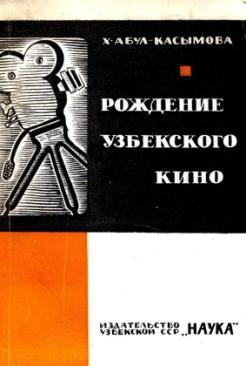 Х·АБУЛ-КАСЫМОВА
РОЖДЕНИЕ
УЗБЕКСКОГО
КИНО
ИЗДАТЕЛЬСТВО „НАУКА“
УЗБЕКСКОЙ ССР